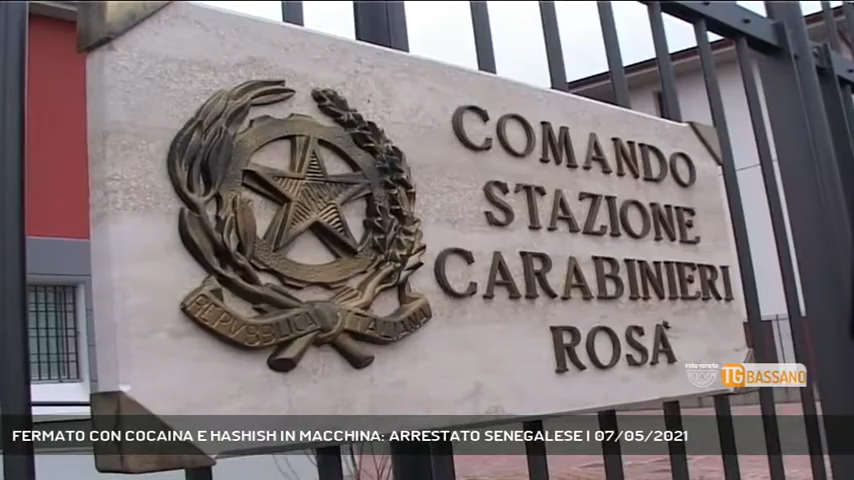 COMANDO
STAZIONE
CARABINIERI
ROSÀ
REPVBBLICA ITALIANA
TG BASSANO
FERMATO CON COCAINA E HASHISH IN MACCHINA: ARRESTATO SENEGALESE | 07/05/2021